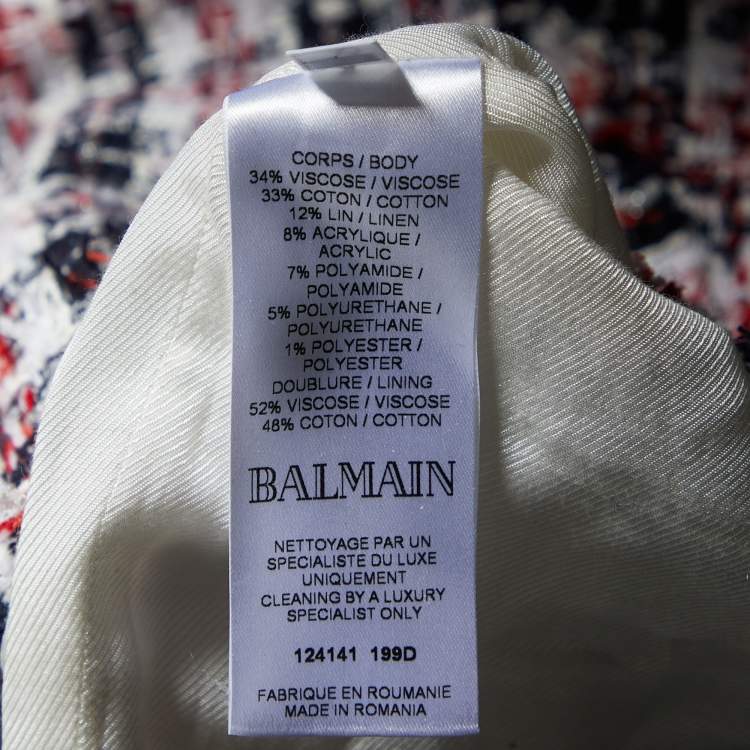 CORPS / BODY
34% VISCOSE / VISCOSE
33% COTON / COTTON
12% LIN / LINEN
8% ACRYLIQUE /
ACRYLIC
7% POLYAMIDE /
POLYAMIDE
5% POLYURETHANE /
POLYURETHANE
1% POLYESTER /
POLYESTER
DOUBLURE / LINING
52% VISCOSE / VISCOSE
48% COTON / COTTON
BALMAIN
NETTOYAGE PAR UN
SPECIALISTE DU LUXE
UNIQUEMENT
CLEANING BY A LUXURY
SPECIALIST ONLY
124141 199D
FABRIQUE EN ROUMANIE
MADE IN ROMANIA